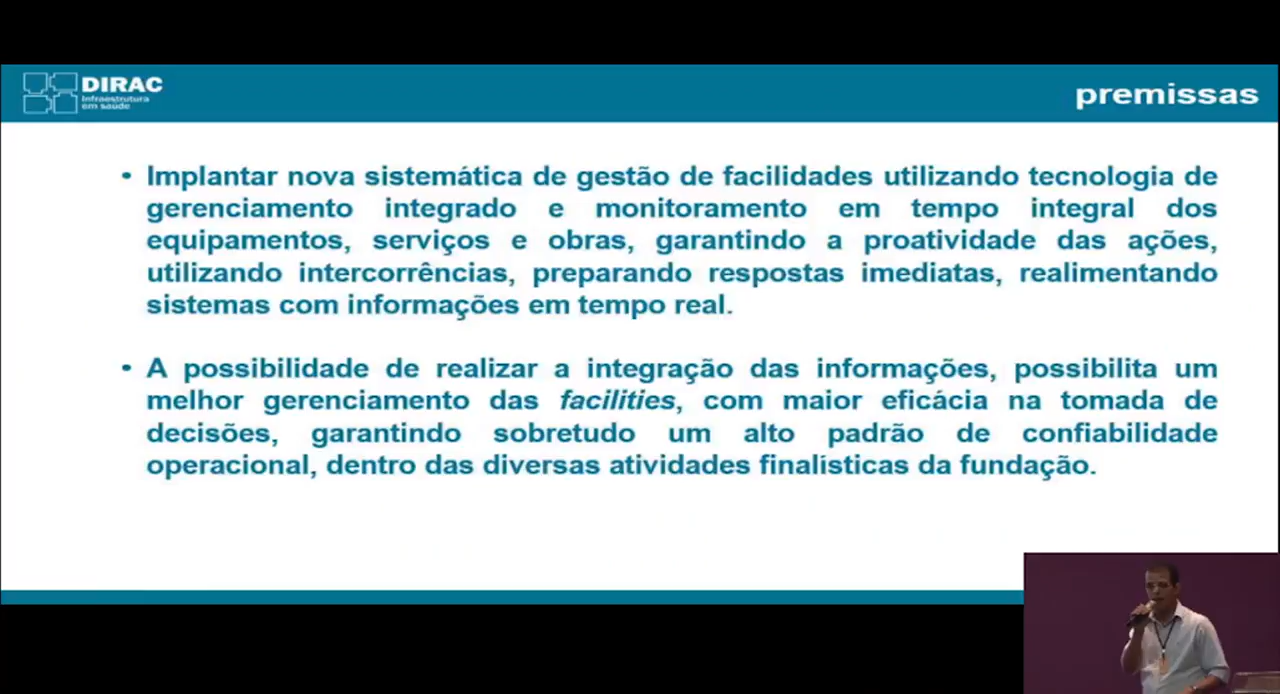 DIRAC
Infraestrutura
em saúde
premissas
• Implantar nova sistemática de gestão de facilidades utilizando tecnologia de
gerenciamento integrado e monitoramento em tempo integral dos
equipamentos, serviços e obras, garantindo a proatividade das ações,
utilizando intercorrências, preparando respostas imediatas, realimentando
sistemas com informações em tempo real.
• A possibilidade de realizar a integração das informações, possibilita um
melhor gerenciamento das facilities, com maior eficácia na tomada de
decisões, garantindo sobretudo um alto padrão de confiabilidade
operacional, dentro das diversas atividades finalísticas da fundação.